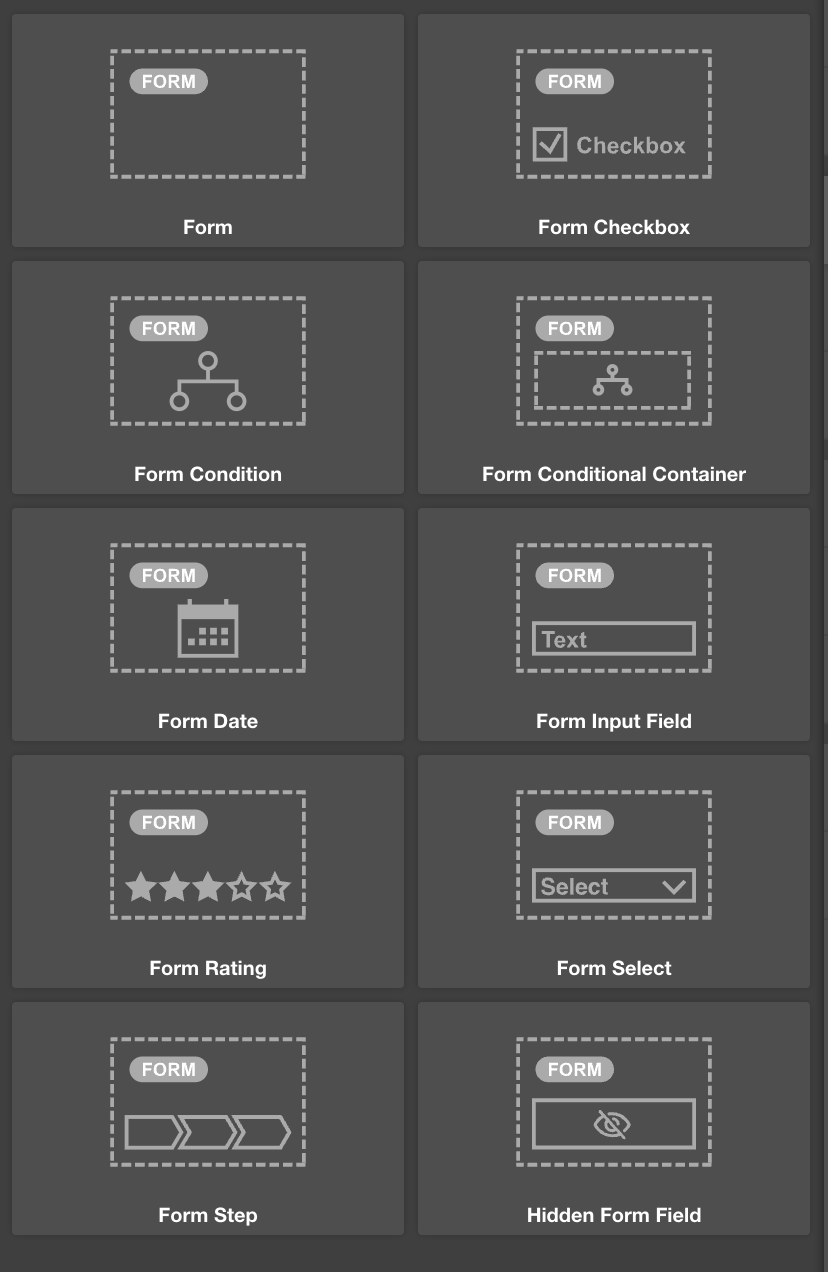 FORM
Form
FORM
Checkbox
Form Checkbox
FORM
Form Condition
FORM
Form Conditional Container
FORM
Form Date
FORM
Text
Form Input Field
FORM
Form Rating
FORM
Select
Form Select
FORM
Form Step
FORM
Hidden Form Field